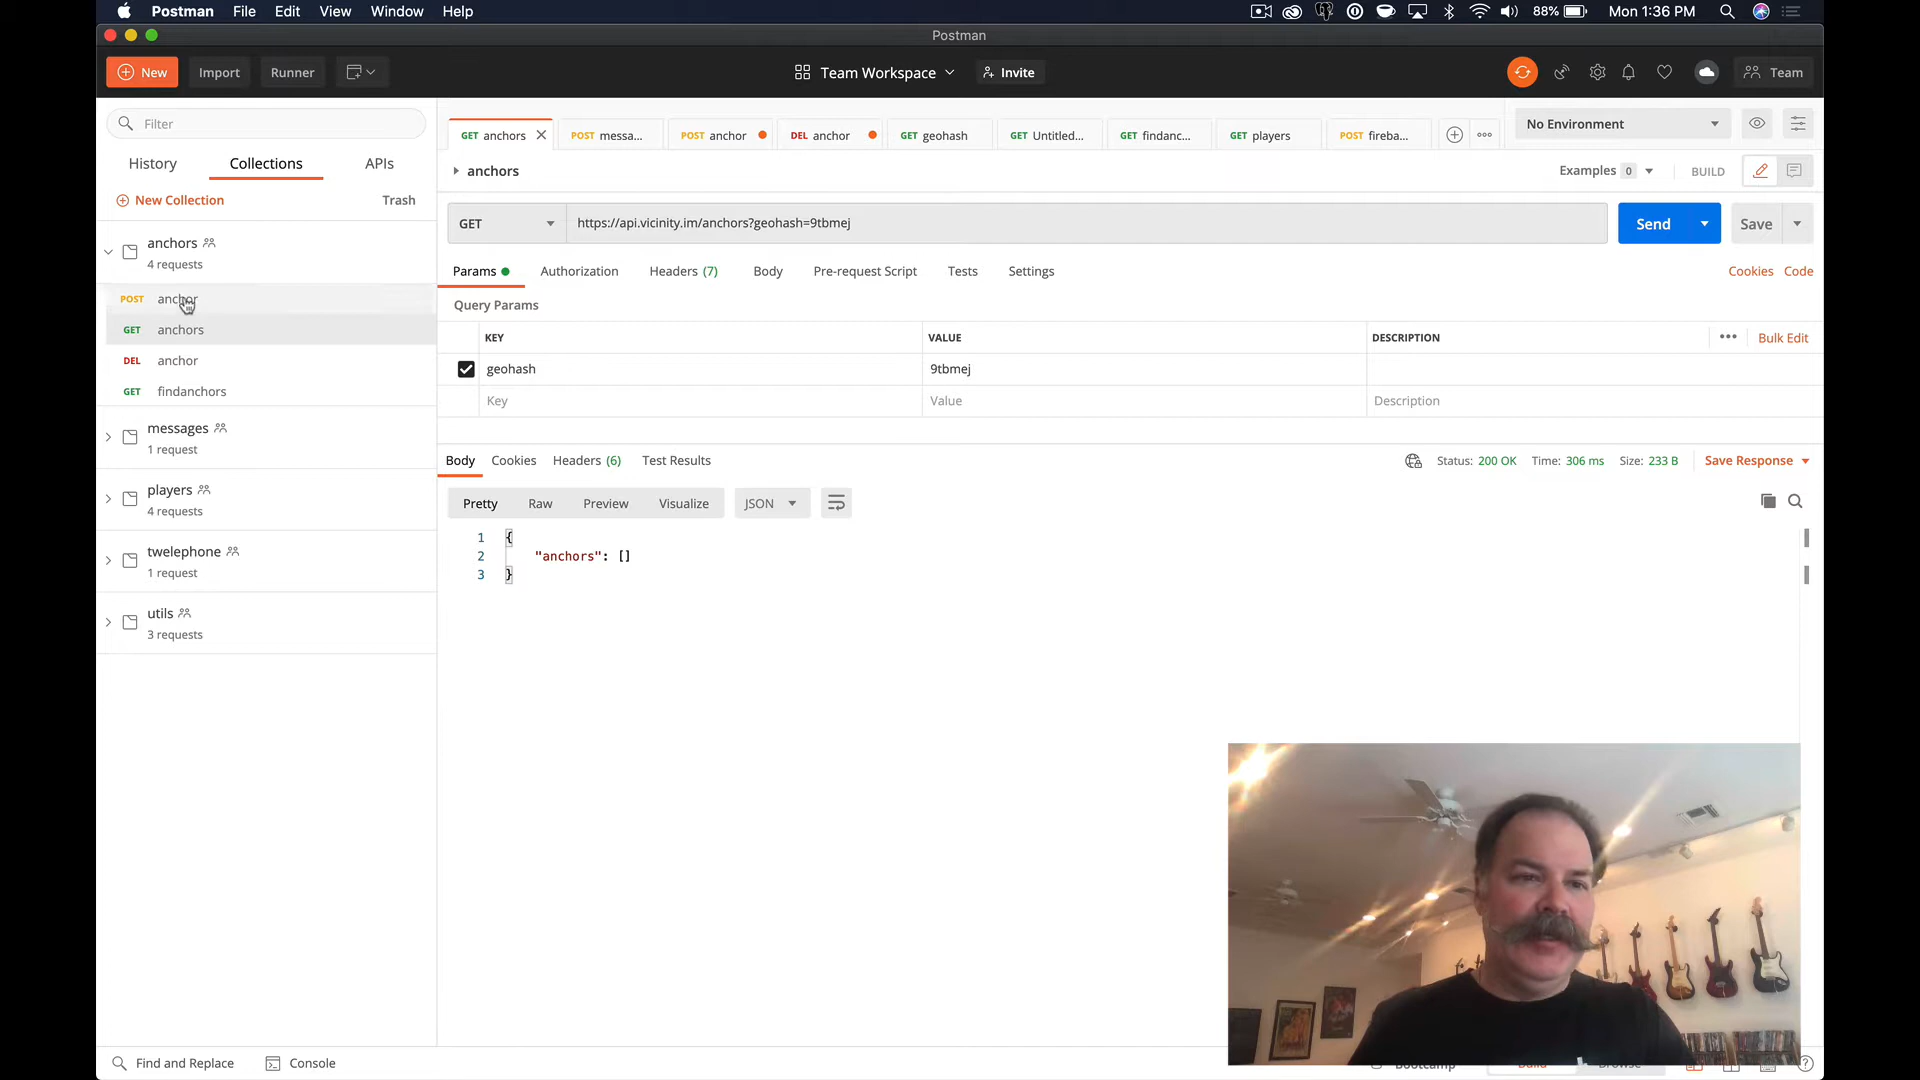 Postman File Edit View Window Help 88% Mon 1:36 PM
Postman
New Import Runner Team Workspace Invite Team
Filter
History Collections APIs
New Collection Trash
anchors
4 requests
POST anchor
GET anchors
DEL anchor
GET findanchors
messages
1 request
players
4 requests
twelephone
1 request
utils
3 requests
GET anchors POST messa... POST anchor DEL anchor GET geohash GET Untitled... GET findanc... GET players POST fireba... No Environment
anchors Examples 0 BUILD
GET https://api.vicinity.im/anchors?geohash=9tbmej Send Save
Params Authorization Headers (7) Body Pre-request Script Tests Settings Cookies Code
Query Params
KEY VALUE DESCRIPTION Bulk Edit
geohash 9tbmej
Key Value Description
Body Cookies Headers (6) Test Results Status: 200 OK Time: 306 ms Size: 233 B Save Response
Pretty Raw Preview Visualize JSON
1 {
2 "anchors": []
3 }
Find and Replace Console